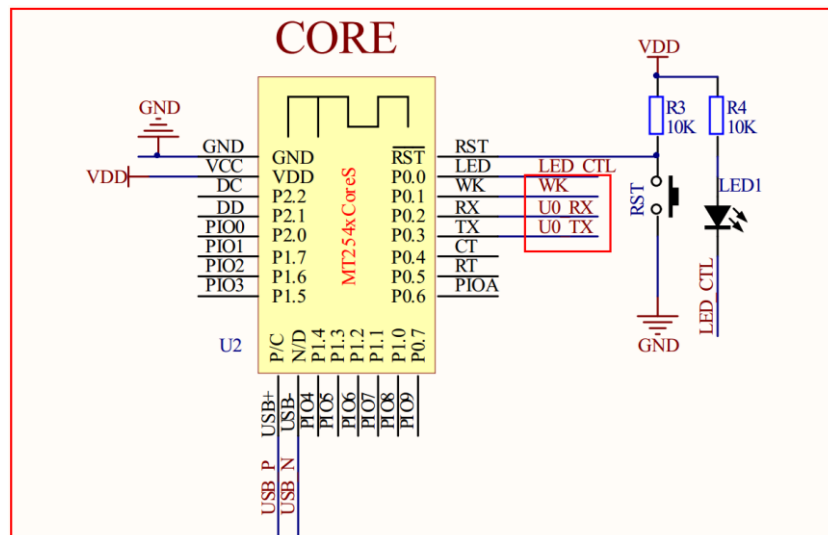 CORE
GND
VDD
GND
VCC
DC
DD
PIO0
PIO1
PIO2
PIO3
GND
VDD
P2.2
P2.1
P2.0
P1.7
P1.6
P1.5
MT254xCoreS
RST
P0.0
P0.1
P0.2
P0.3
P0.4
P0.5
P0.6
RST
LED
WK
RX
TX
CT
RT
PIOA
LED_CTL
WK
U0_RX
U0_TX
VDD
R3
10K
R4
10K
RST
LED1
LED_CTL
GND
U2
P/C
N/D
P1.4
P1.3
P1.2
P1.1
P1.0
P0.7
USB+
USB-
PIO4
PIO5
PIO6
PIO7
PIO8
PIO9
USB_P
USB_N